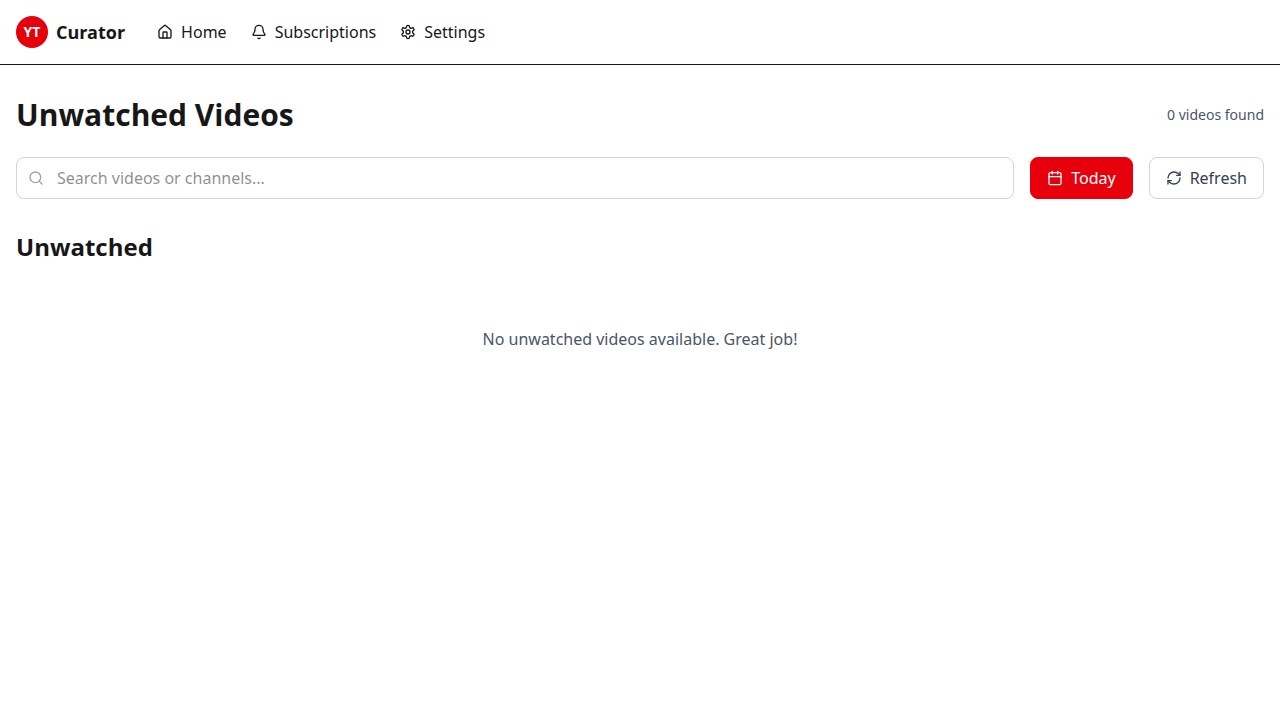 YT Curator Home Subscriptions Settings
Unwatched Videos 0 videos found
Search videos or channels... Today Refresh
Unwatched
No unwatched videos available. Great job!